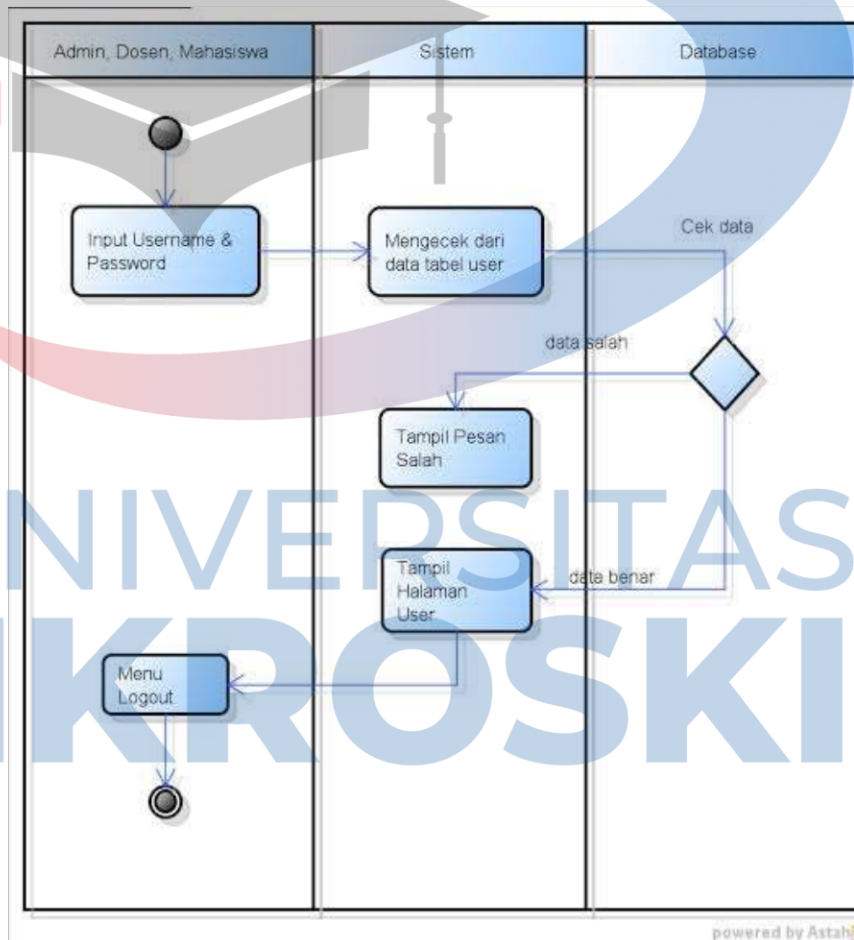 Admin, Dosen, Mahasiswa
Sistem
Database
Input Username &
Password
Mengecek dari
data tabel user
Cek data
data salah
Tampil Pesan
Salah
NIVERSITAS
Tampil
Halaman
User
data benar
KROSKI
Menu
Logout
powered by Astah